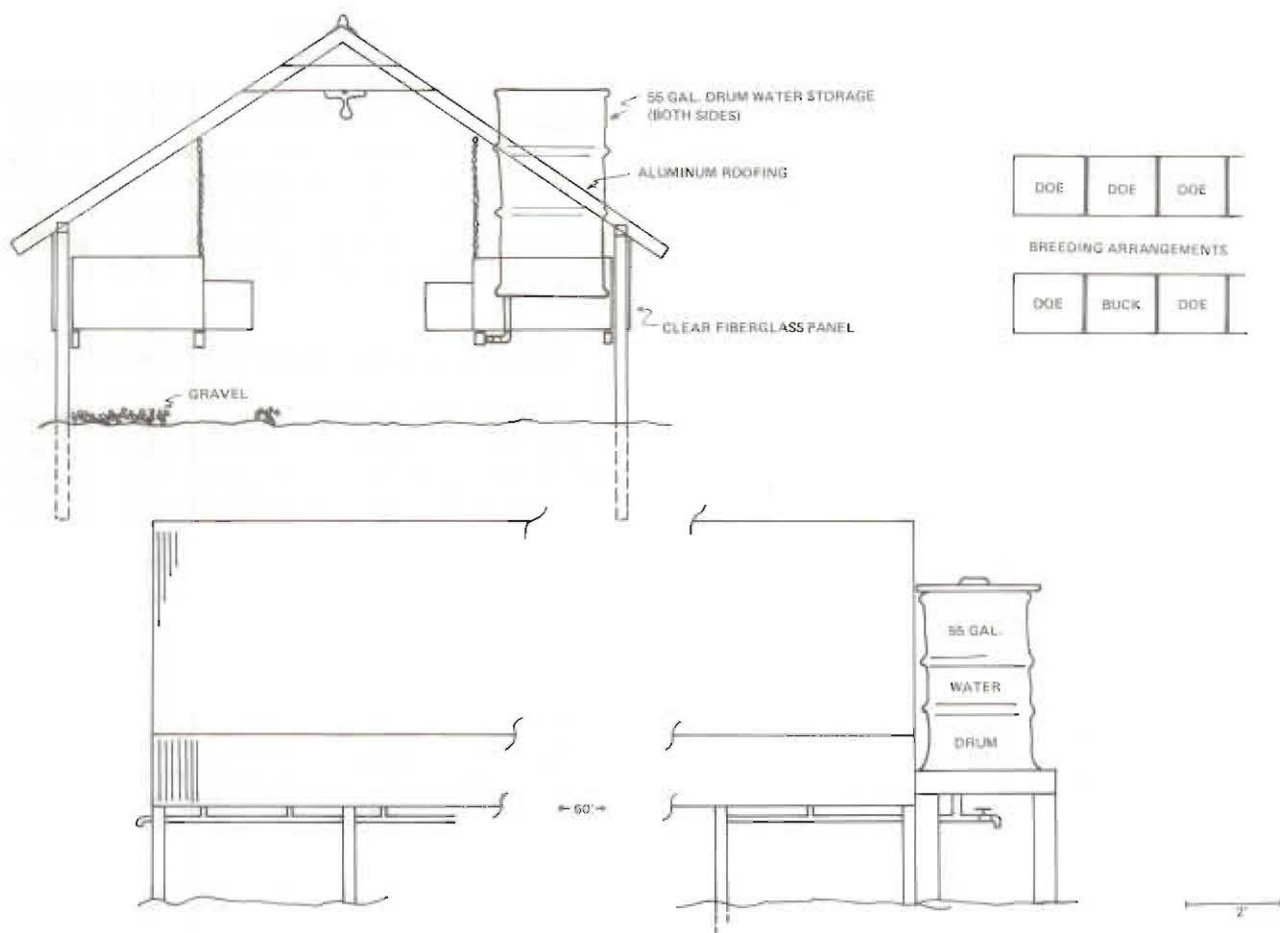 55 GAL. DRUM WATER STORAGE
(BOTH SIDES)
ALUMINUM ROOFING
CLEAR FIBERGLASS PANEL
GRAVEL
DOE DOE DOE
BREEDING ARRANGEMENTS
DOE BUCK DOE
55 GAL.
WATER
DRUM
60'
2'